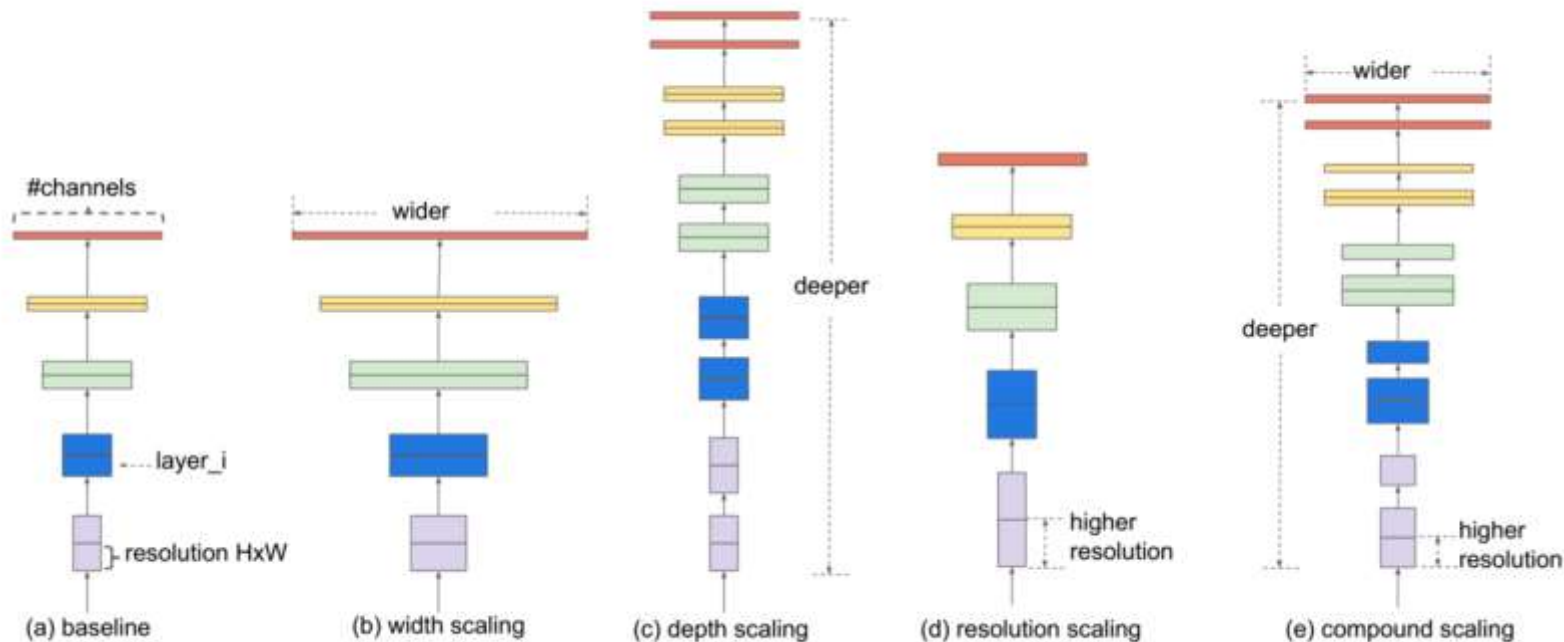 #channels
layer_i
resolution HxW
(a) baseline
wider
(b) width scaling
deeper
(c) depth scaling
higher
resolution
(d) resolution scaling
wider
deeper
higher
resolution
(e) compound scaling